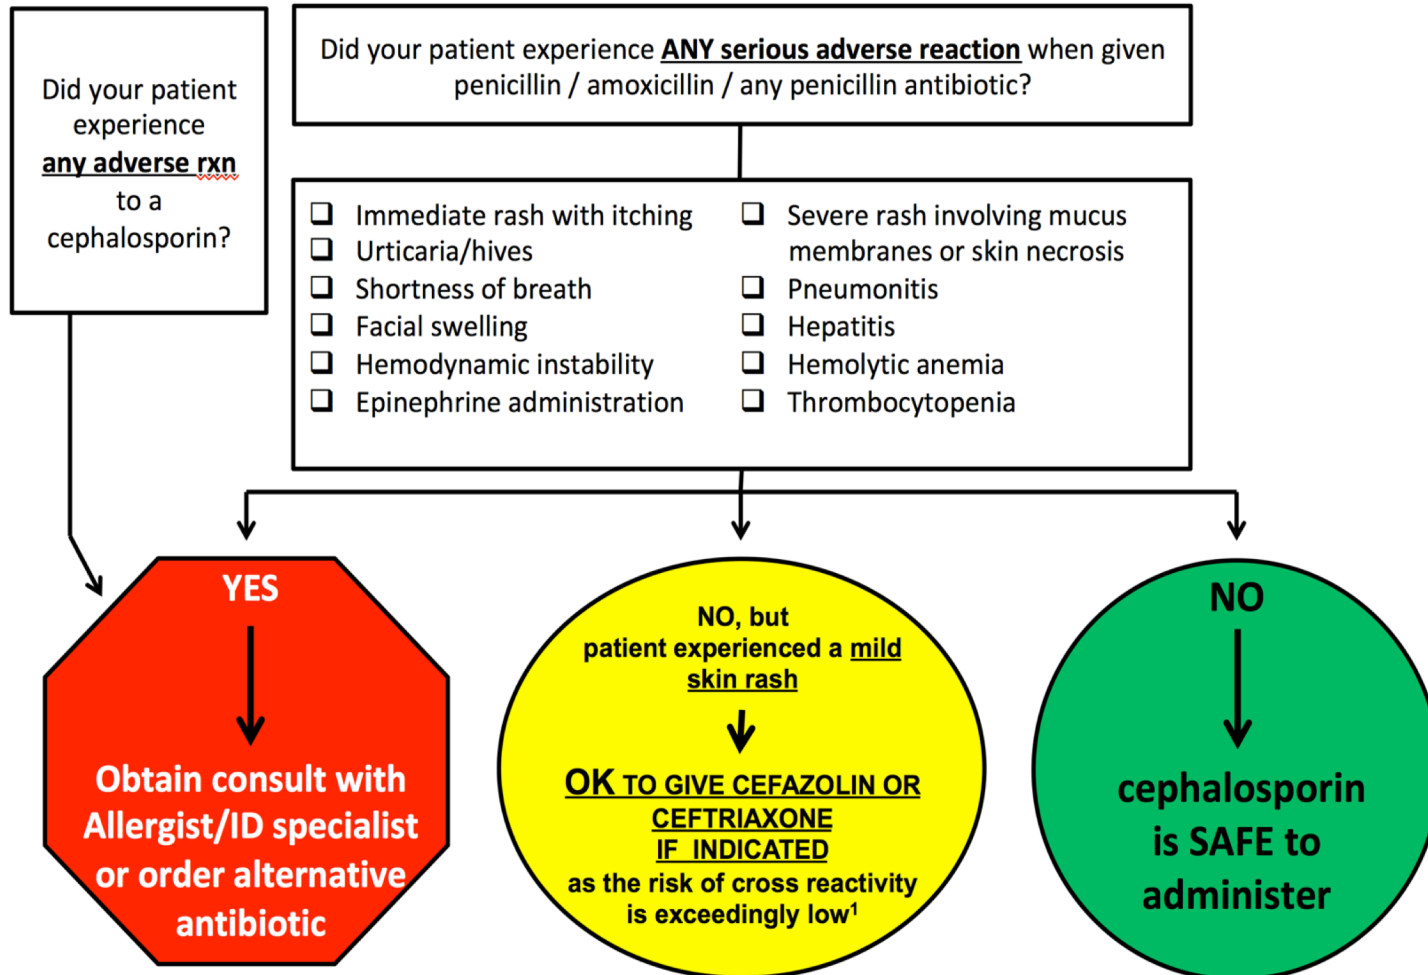 Did your patient
experience
any adverse rxn
to a
cephalosporin?
Did your patient experience ANY serious adverse reaction when given
penicillin / amoxicillin / any penicillin antibiotic?
❑ Immediate rash with itching
❑ Urticaria/hives
❑ Shortness of breath
❑ Facial swelling
❑ Hemodynamic instability
❑ Epinephrine administration
❑ Severe rash involving mucus
membranes or skin necrosis
❑ Pneumonitis
❑ Hepatitis
❑ Hemolytic anemia
❑ Thrombocytopenia
YES
Obtain consult with
Allergist/ID specialist
or order alternative
antibiotic
NO, but
patient experienced a mild
skin rash
OK TO GIVE CEFAZOLIN OR
CEFTRIAXONE
IF INDICATED
as the risk of cross reactivity
is exceedingly low¹
NO
cephalosporin
is SAFE to
administer